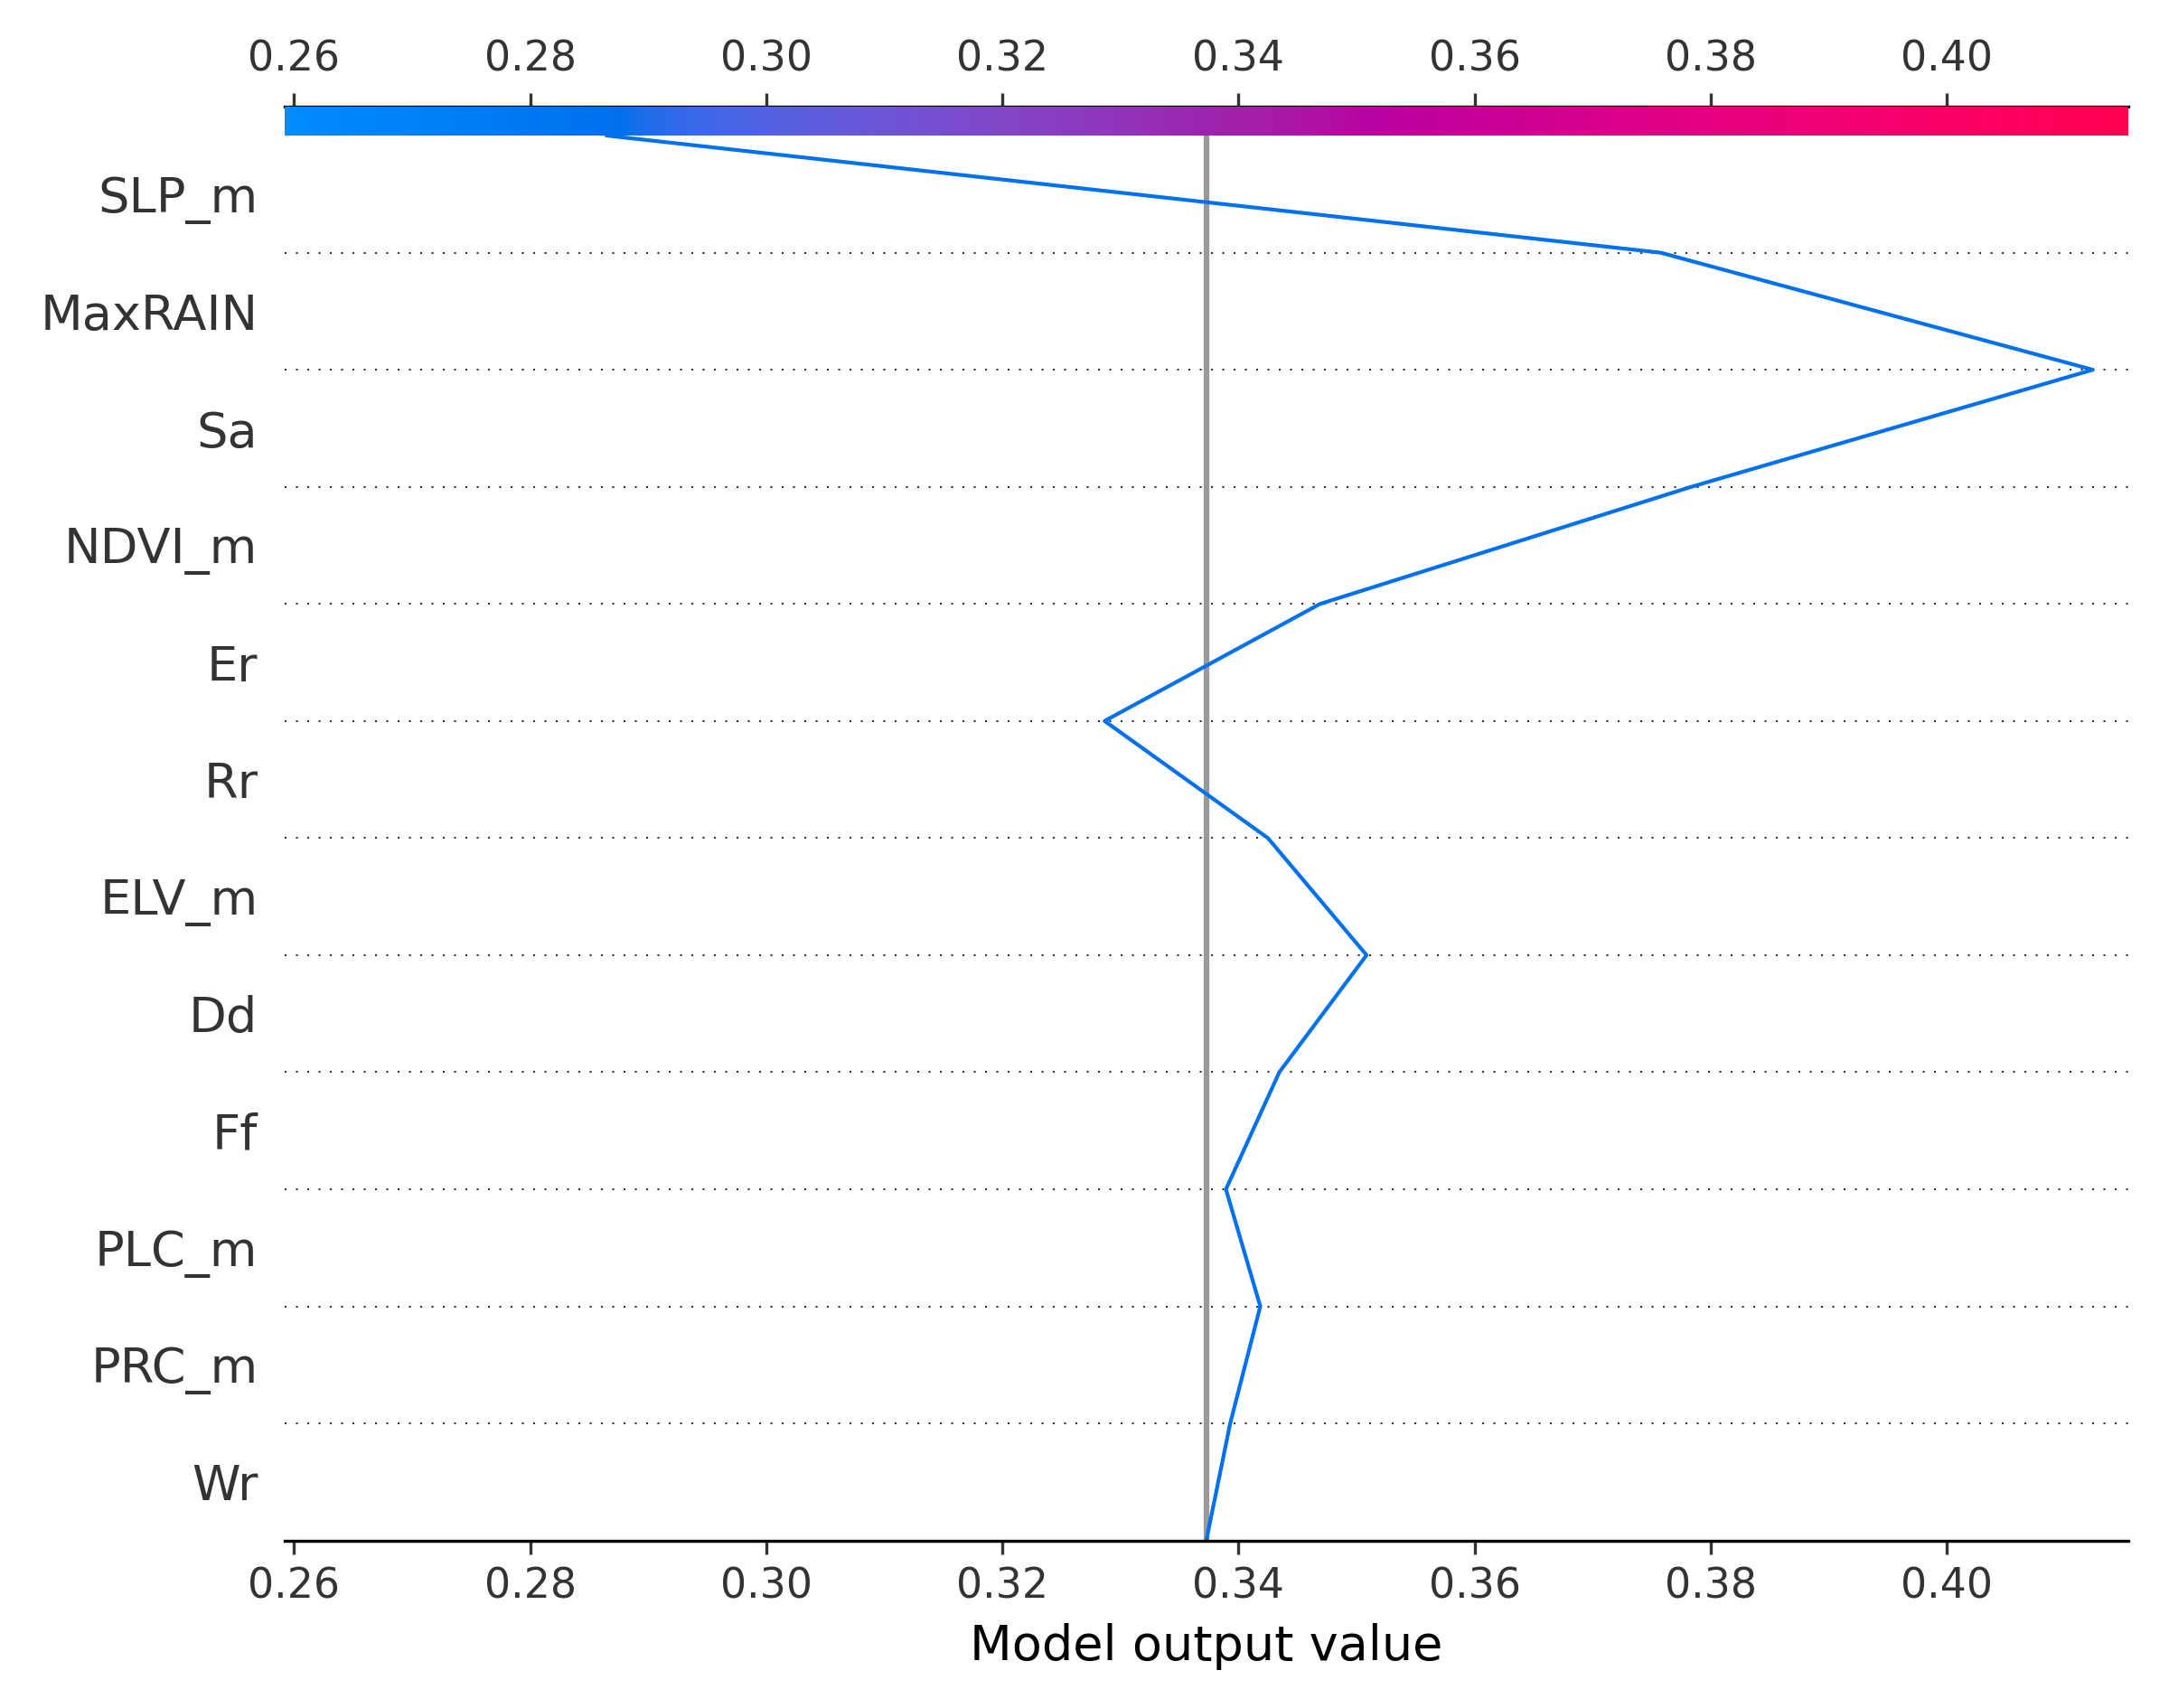 0.26 0.28 0.30 0.32 0.34 0.36 0.38 0.40
SLP_m
MaxRAIN
Sa
NDVI_m
Er
Rr
ELV_m
Dd
Ff
PLC_m
PRC_m
Wr
0.26 0.28 0.30 0.32 0.34 0.36 0.38 0.40
Model output value